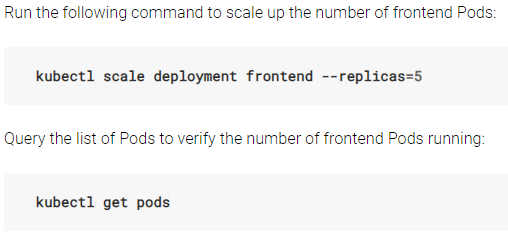 Run the following command to scale up the number of frontend Pods:
kubectl scale deployment frontend --replicas=5
Query the list of Pods to verify the number of frontend Pods running:
kubectl get pods